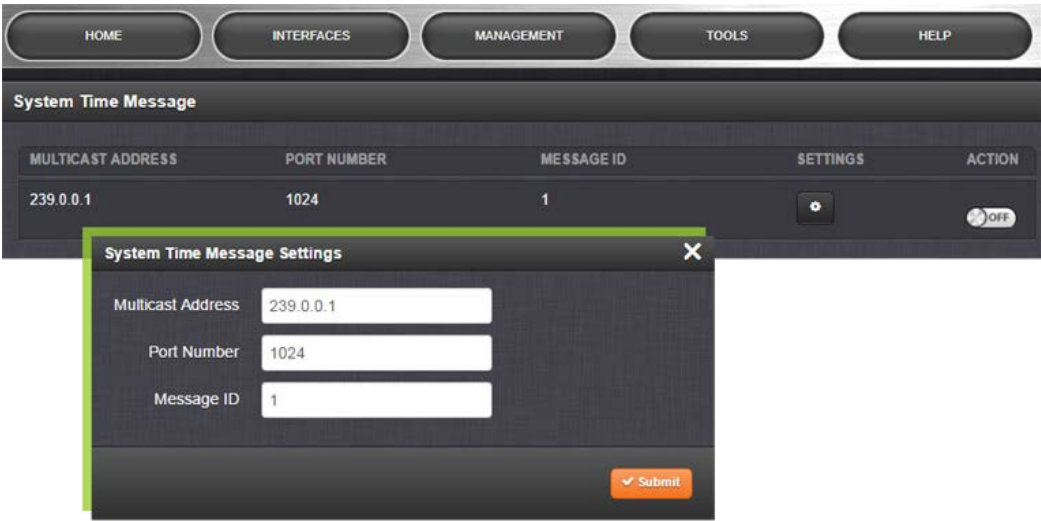 HOME INTERFACES MANAGEMENT TOOLS HELP
System Time Message
MULTICAST ADDRESS PORT NUMBER MESSAGE ID SETTINGS ACTION
239.0.0.1 1024 1 OFF
System Time Message Settings
Multicast Address 239.0.0.1
Port Number 1024
Message ID 1
Submit